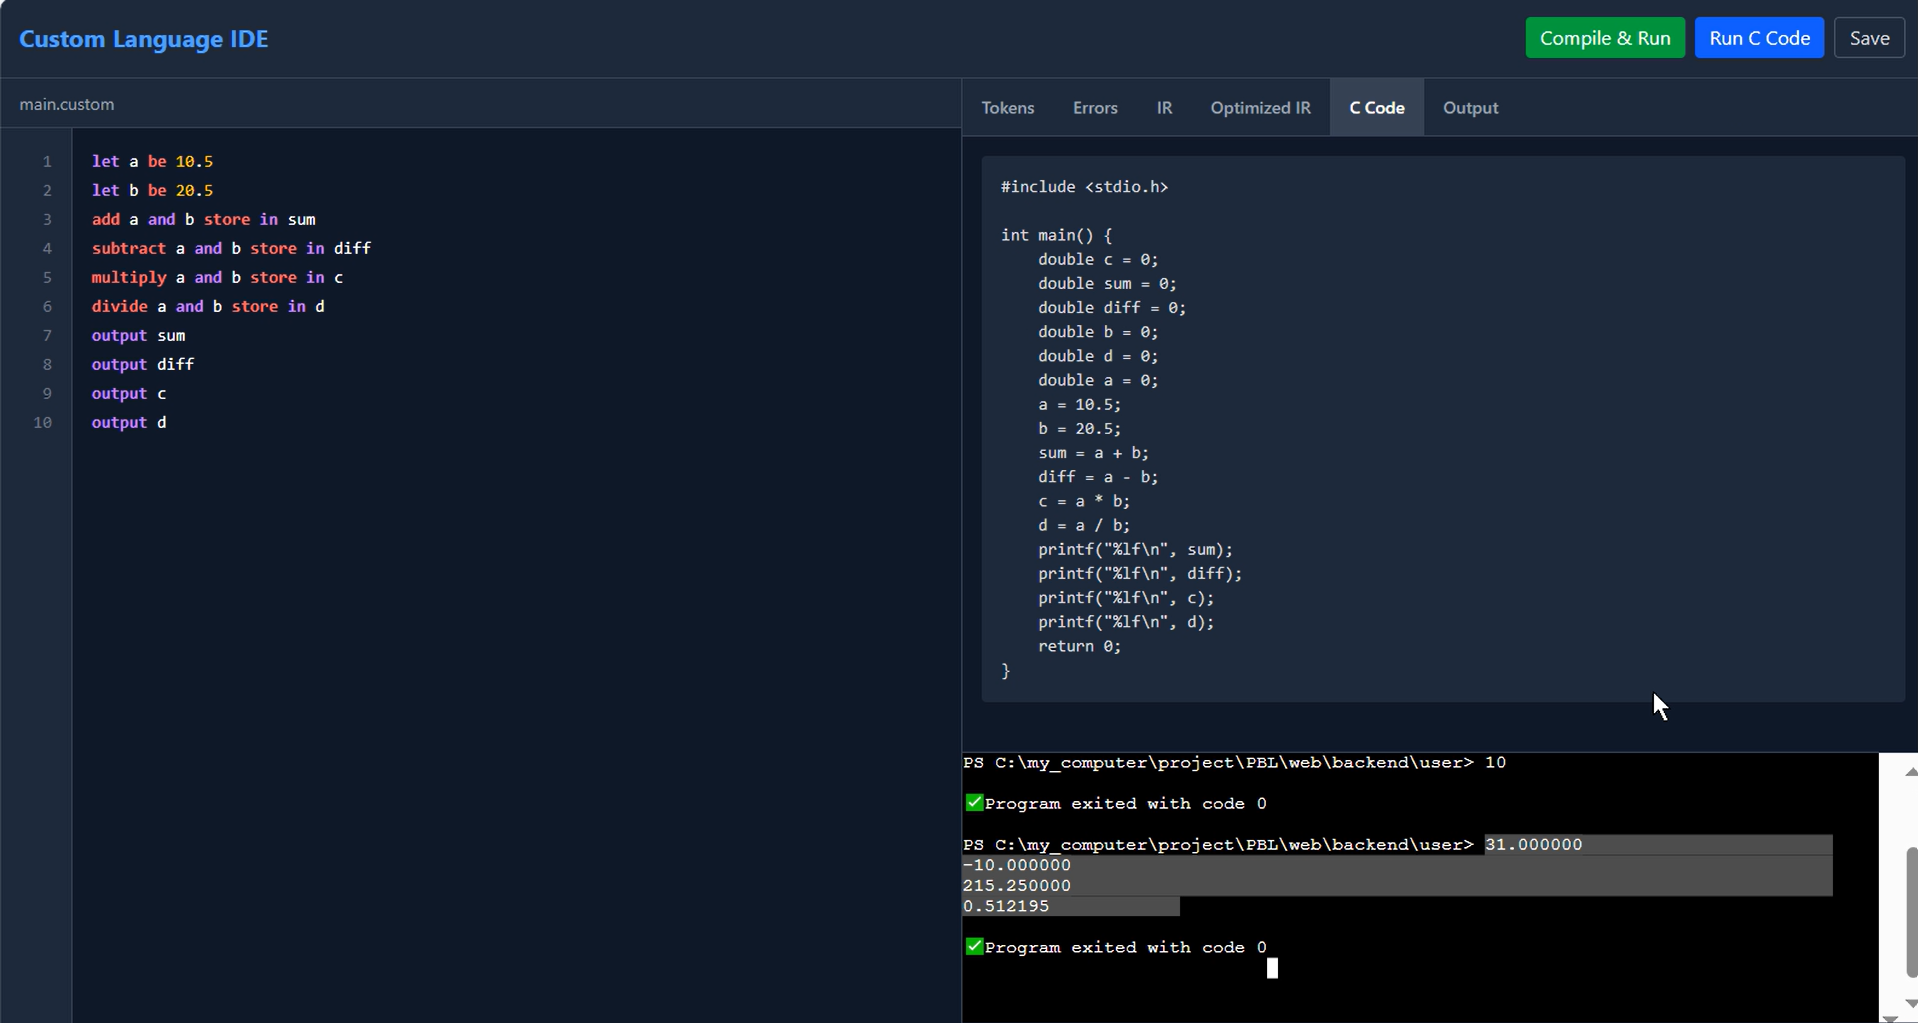 Custom Language IDE
Compile & Run
Run C Code
Save
main.custom
Tokens
Errors
IR
Optimized IR
C Code
Output
1 let a be 10.5
2 let b be 20.5
3 add a and b store in sum
4 subtract a and b store in diff
5 multiply a and b store in c
6 divide a and b store in d
7 output sum
8 output diff
9 output c
10 output d
#include <stdio.h>
int main() {
double c = 0;
double sum = 0;
double diff = 0;
double b = 0;
double d = 0;
double a = 0;
a = 10.5;
b = 20.5;
sum = a + b;
diff = a - b;
c = a * b;
d = a / b;
printf("%lf\n", sum);
printf("%lf\n", diff);
printf("%lf\n", c);
printf("%lf\n", d);
return 0;
}
PS C:\my_computer\project\PBL\web\backend\user> 10
✅Program exited with code 0
PS C:\my_computer\project\PBL\web\backend\user> 31.000000
-10.000000
215.250000
0.512195
✅Program exited with code 0